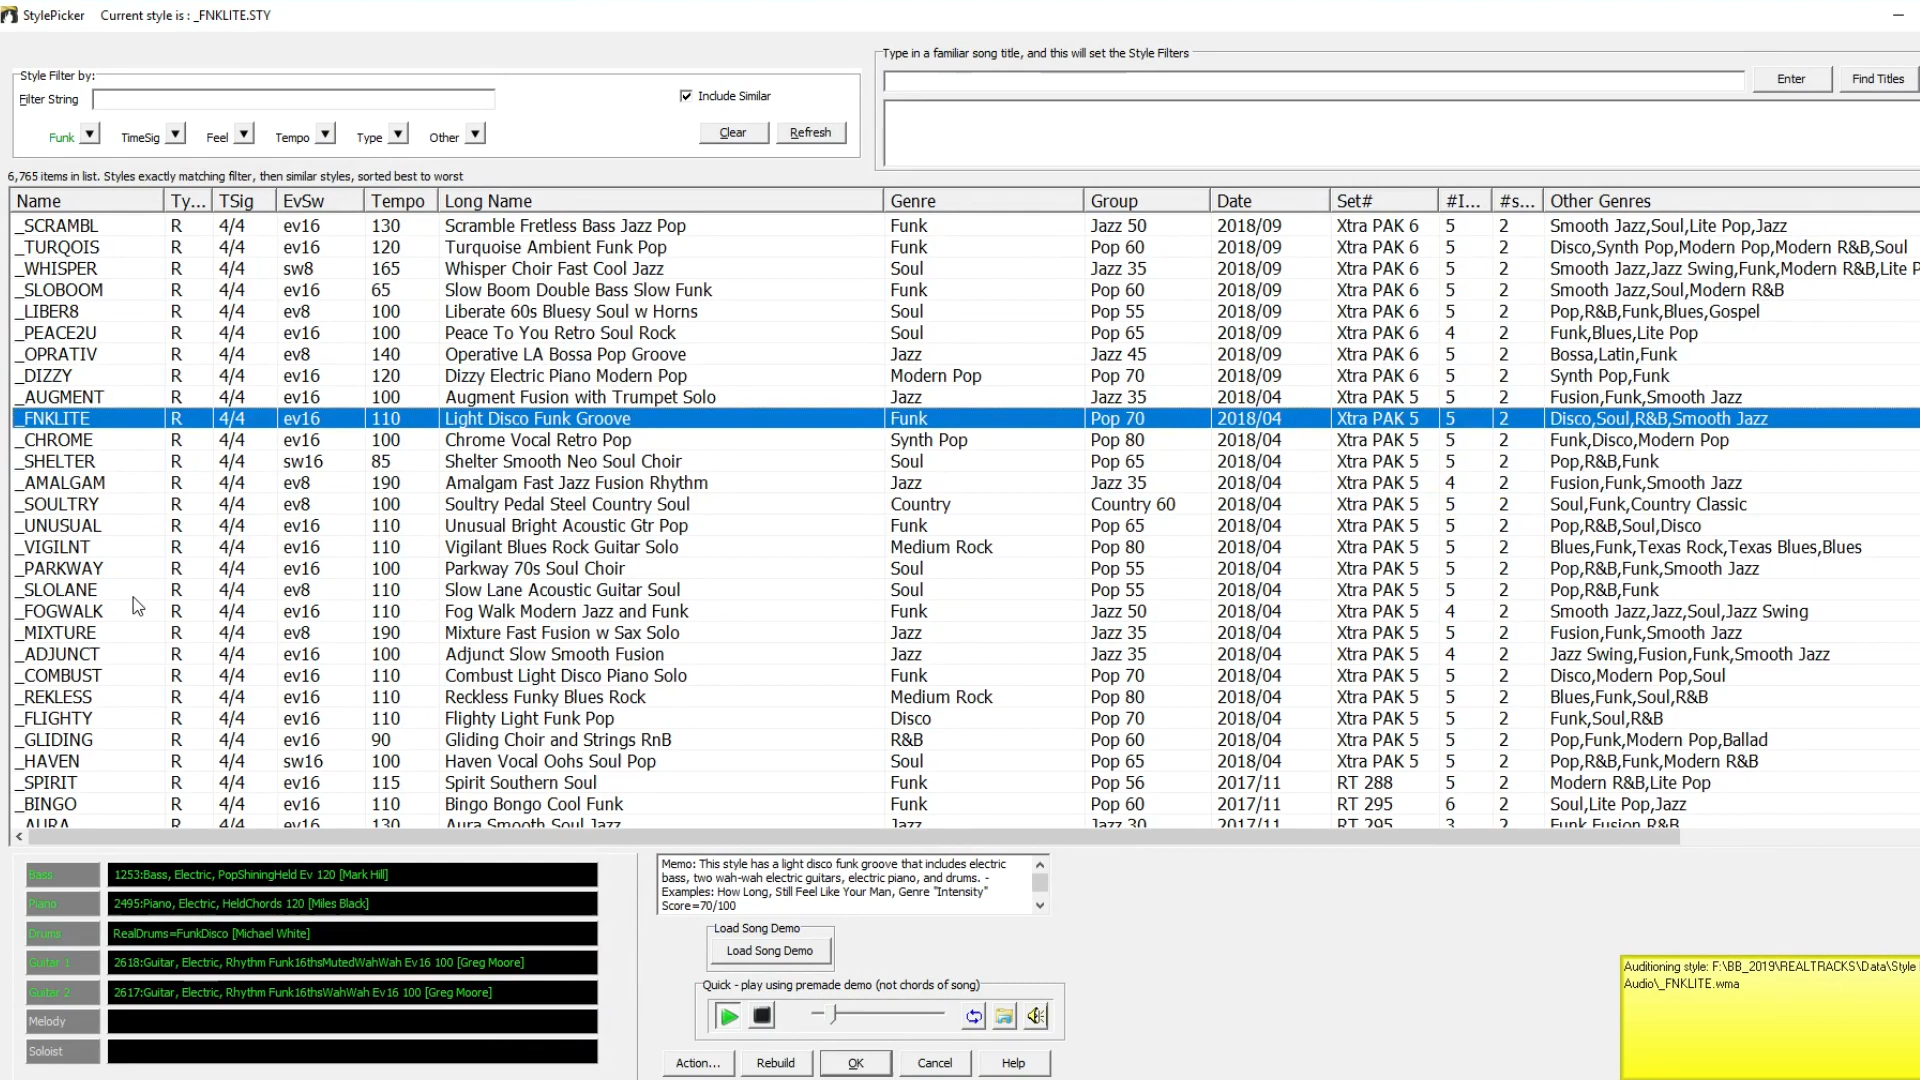 StylePicker Current style is : _FNKLITE.STY
Type in a familiar song title, and this will set the Style Filters
Enter Find Titles
Style Filter by:
Filter String
Include Similar
Funk TimeSig Feel Tempo Type Other Clear Refresh
6,765 items in list. Styles exactly matching filter, then similar styles, sorted best to worst
Name Ty... TSig EvSw Tempo Long Name Genre Group Date Set# #I... #s... Other Genres
_SCRAMBL R 4/4 ev16 130 Scramble Fretless Bass Jazz Pop Funk Jazz 50 2018/09 Xtra PAK 6 5 2 Smooth Jazz,Soul,Lite Pop,Jazz
_TURQOIS R 4/4 ev16 120 Turquoise Ambient Funk Pop Funk Pop 60 2018/09 Xtra PAK 6 5 2 Disco,Synth Pop,Modern Pop,Modern R&B,Soul
_WHISPER R 4/4 sw8 165 Whisper Choir Fast Cool Jazz Soul Jazz 35 2018/09 Xtra PAK 6 5 2 Smooth Jazz,Jazz Swing,Funk,Modern R&B,Lite P
_SLOBOOM R 4/4 ev16 65 Slow Boom Double Bass Slow Funk Funk Pop 60 2018/09 Xtra PAK 6 5 2 Smooth Jazz,Soul,Modern R&B
_LIBER8 R 4/4 ev8 100 Liberate 60s Bluesy Soul w Horns Soul Pop 55 2018/09 Xtra PAK 6 5 2 Pop,R&B,Funk,Blues,Gospel
_PEACE2U R 4/4 ev16 100 Peace To You Retro Soul Rock Soul Pop 65 2018/09 Xtra PAK 6 4 2 Funk,Blues,Lite Pop
_OPRATIV R 4/4 ev8 140 Operative LA Bossa Pop Groove Jazz Jazz 45 2018/09 Xtra PAK 6 5 2 Bossa,Latin,Funk
_DIZZY R 4/4 ev16 120 Dizzy Electric Piano Modern Pop Modern Pop Pop 70 2018/09 Xtra PAK 6 5 2 Synth Pop,Funk
_AUGMENT R 4/4 ev16 100 Augment Fusion with Trumpet Solo Jazz Jazz 35 2018/04 Xtra PAK 5 5 2 Fusion,Funk,Smooth Jazz
_FNKLITE R 4/4 ev16 110 Light Disco Funk Groove Funk Pop 70 2018/04 Xtra PAK 5 5 2 Disco,Soul,R&B,Smooth Jazz
_CHROME R 4/4 ev16 100 Chrome Vocal Retro Pop Synth Pop Pop 80 2018/04 Xtra PAK 5 5 2 Funk,Disco,Modern Pop
_SHELTER R 4/4 sw16 85 Shelter Smooth Neo Soul Choir Soul Pop 65 2018/04 Xtra PAK 5 5 2 Pop,R&B,Funk
_AMALGAM R 4/4 ev8 190 Amalgam Fast Jazz Fusion Rhythm Jazz Jazz 35 2018/04 Xtra PAK 5 4 2 Fusion,Funk,Smooth Jazz
_SOULTRY R 4/4 ev8 100 Soultry Pedal Steel Country Soul Country Country 60 2018/04 Xtra PAK 5 5 2 Soul,Funk,Country Classic
_UNUSUAL R 4/4 ev16 110 Unusual Bright Acoustic Gtr Pop Funk Pop 65 2018/04 Xtra PAK 5 5 2 Pop,R&B,Soul,Disco
_VIGILNT R 4/4 ev16 110 Vigilant Blues Rock Guitar Solo Medium Rock Pop 80 2018/04 Xtra PAK 5 5 2 Blues,Funk,Texas Rock,Texas Blues,Blues
_PARKWAY R 4/4 ev16 100 Parkway 70s Soul Choir Soul Pop 55 2018/04 Xtra PAK 5 5 2 Pop,R&B,Funk,Smooth Jazz
_SLOLANE R 4/4 ev8 110 Slow Lane Acoustic Guitar Soul Soul Pop 55 2018/04 Xtra PAK 5 5 2 Pop,R&B,Funk
_FOGWALK R 4/4 ev16 110 Fog Walk Modern Jazz and Funk Funk Jazz 50 2018/04 Xtra PAK 5 4 2 Smooth Jazz,Jazz,Soul,Jazz Swing
_MIXTURE R 4/4 ev8 190 Mixture Fast Fusion w Sax Solo Jazz Jazz 35 2018/04 Xtra PAK 5 5 2 Fusion,Funk,Smooth Jazz
_ADJUNCT R 4/4 ev16 100 Adjunct Slow Smooth Fusion Jazz Jazz 35 2018/04 Xtra PAK 5 4 2 Jazz Swing,Fusion,Funk,Smooth Jazz
_COMBUST R 4/4 ev16 110 Combust Light Disco Piano Solo Funk Pop 70 2018/04 Xtra PAK 5 5 2 Disco,Modern Pop,Soul
_REKLESS R 4/4 ev16 110 Reckless Funky Blues Rock Medium Rock Pop 80 2018/04 Xtra PAK 5 5 2 Blues,Funk,Soul,R&B
_FLIGHTY R 4/4 ev16 110 Flighty Light Funk Pop Disco Pop 70 2018/04 Xtra PAK 5 5 2 Funk,Soul,R&B
_GLIDING R 4/4 ev16 90 Gliding Choir and Strings RnB R&B Pop 60 2018/04 Xtra PAK 5 5 2 Pop,Funk,Modern Pop,Ballad
_HAVEN R 4/4 sw16 100 Haven Vocal Oohs Soul Pop Soul Pop 65 2018/04 Xtra PAK 5 5 2 Pop,R&B,Funk,Modern R&B
_SPIRIT R 4/4 ev16 115 Spirit Southern Soul Funk Pop 56 2017/11 RT 288 5 2 Modern R&B,Lite Pop
_BINGO R 4/4 ev16 110 Bingo Bongo Cool Funk Funk Pop 60 2017/11 RT 295 6 2 Soul,Lite Pop,Jazz
_AURA R 4/4 ev16 130 Aura Smooth Soul Jazz Jazz Jazz 30 2017/11 RT 295 3 2 Funk,Fusion,R&B
Bass 1253:Bass, Electric, PopShiningHeld Ev 120 [Mark Hill]
Piano 2495:Piano, Electric, HeldChords 120 [Miles Black]
Drums RealDrums=FunkDisco [Michael White]
Guitar 1 2618:Guitar, Electric, Rhythm Funk16thsMutedWahWah Ev16 100 [Greg Moore]
Guitar 2 2617:Guitar, Electric, Rhythm Funk16thsWahWah Ev16 100 [Greg Moore]
Melody
Soloist
Memo: This style has a light disco funk groove that includes electric
bass, two wah-wah electric guitars, electric piano, and drums. -
Examples: How Long, Still Feel Like Your Man, Genre "Intensity"
Score=70/100
Load Song Demo
Load Song Demo
Quick - play using premade demo (not chords of song)
Action... Rebuild OK Cancel Help
Auditioning style: F:\BB_2019\REALTRACKS\Data\Style
Audio\_FNKLITE.wma